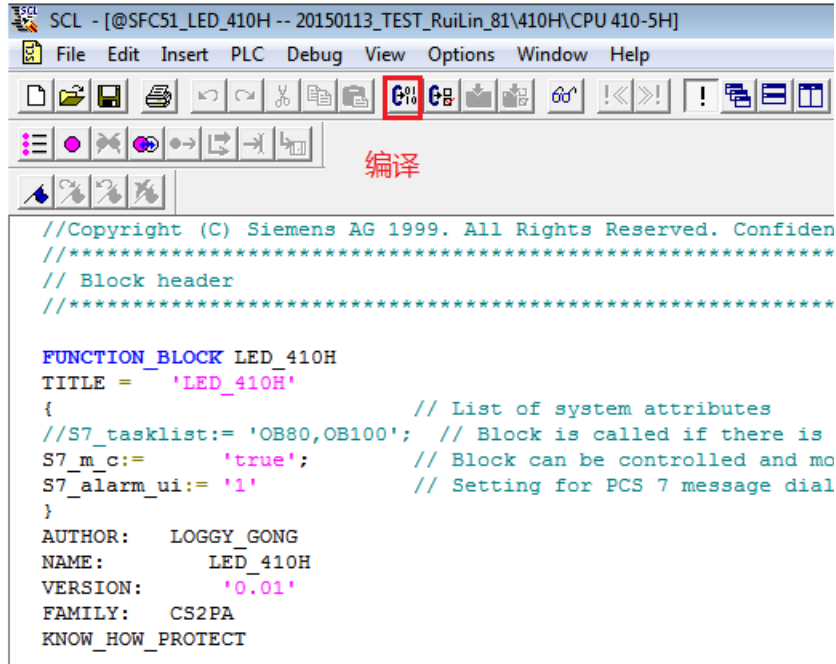 SCL - [@SFC51_LED_410H -- 20150113_TEST_RuiLin_81\410H\CPU 410-5H]
File Edit Insert PLC Debug View Options Window Help
编译
//Copyright (C) Siemens AG 1999. All Rights Reserved. Confiden
//************************************************************
// Block header
//************************************************************
FUNCTION_BLOCK LED_410H
TITLE = 'LED_410H'
{ // List of system attributes
//S7_tasklist:= 'OB80,OB100'; // Block is called if there is
S7_m_c:= 'true'; // Block can be controlled and mo
S7_alarm_ui:= '1' // Setting for PCS 7 message dial
}
AUTHOR: LOGGY_GONG
NAME: LED_410H
VERSION: '0.01'
FAMILY: CS2PA
KNOW_HOW_PROTECT